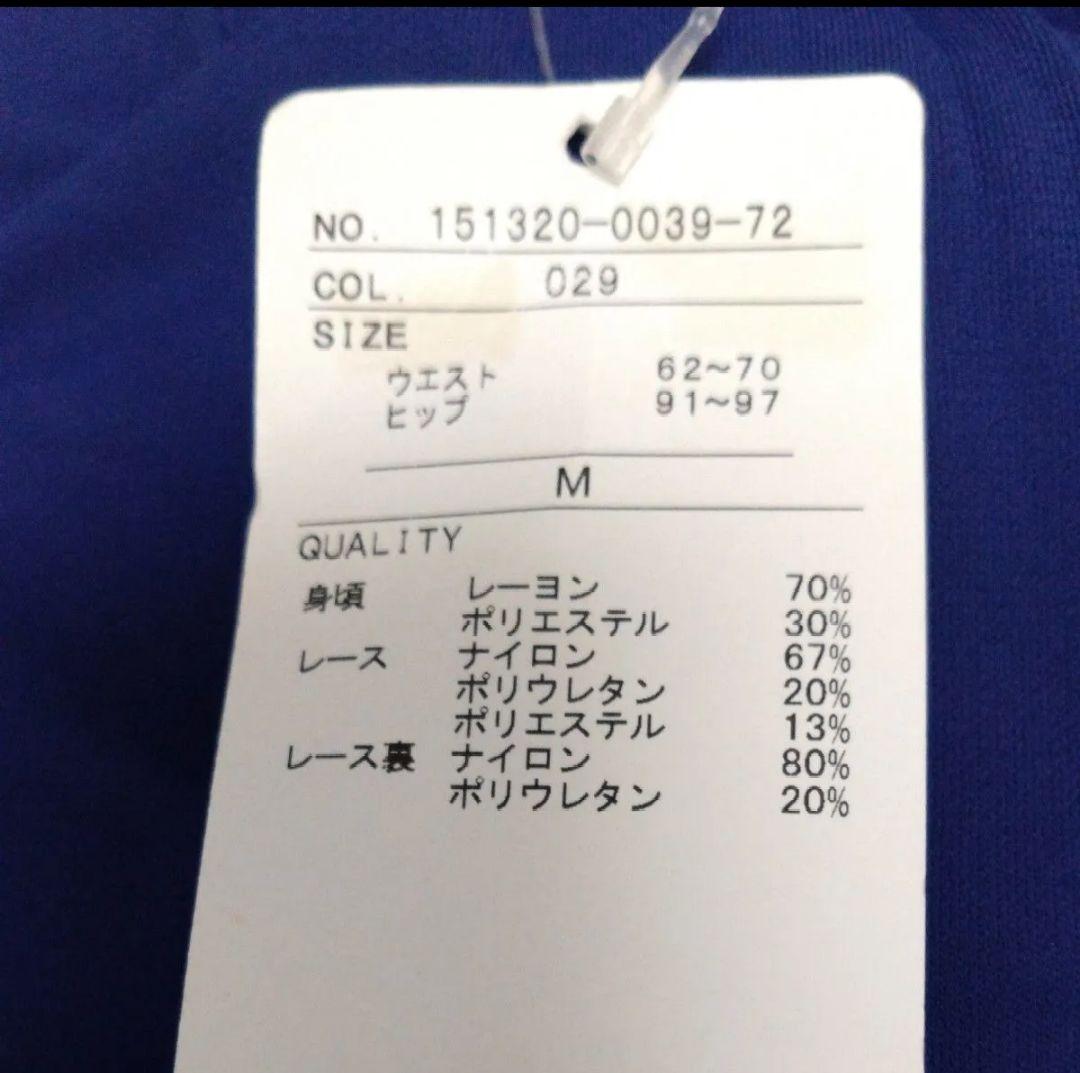 NO. 151320-0039-72
COL. 029
SIZE
ウエスト 62~70
ヒップ 91~97
M
QUALITY
身頃 レーヨン 70%
ポリエステル 30%
レース ナイロン 67%
ポリウレタン 20%
ポリエステル 13%
レース裏 ナイロン 80%
ポリウレタン 20%